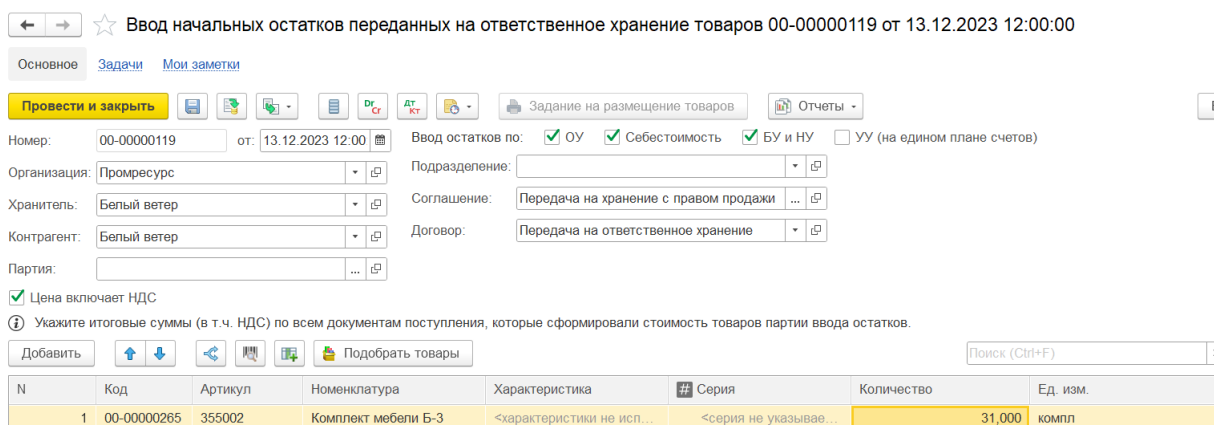 Ввод начальных остатков переданных на ответственное хранение товаров 00-00000119 от 13.12.2023 12:00:00
Основное Задачи Мои заметки
Провести и закрыть Dr Cr Дт Кт Задание на размещение товаров Отчеты
Номер: 00-00000119 от: 13.12.2023 12:00 Ввод остатков по: ОУ Себестоимость БУ и НУ УУ (на едином плане счетов)
Организация: Промресурс Подразделение:
Хранитель: Белый ветер Соглашение: Передача на хранение с правом продажи ...
Контрагент: Белый ветер Договор: Передача на ответственное хранение
Партия: ...
Цена включает НДС
Укажите итоговые суммы (в т.ч. НДС) по всем документам поступления, которые сформировали стоимость товаров партии ввода остатков.
Добавить Подобрать товары Поиск (Ctrl+F)
N Код Артикул Номенклатура Характеристика # Серия Количество Ед. изм.
1 00-00000265 355002 Комплект мебели Б-3 <характеристики не исп... <серия не указывае... 31,000 компл